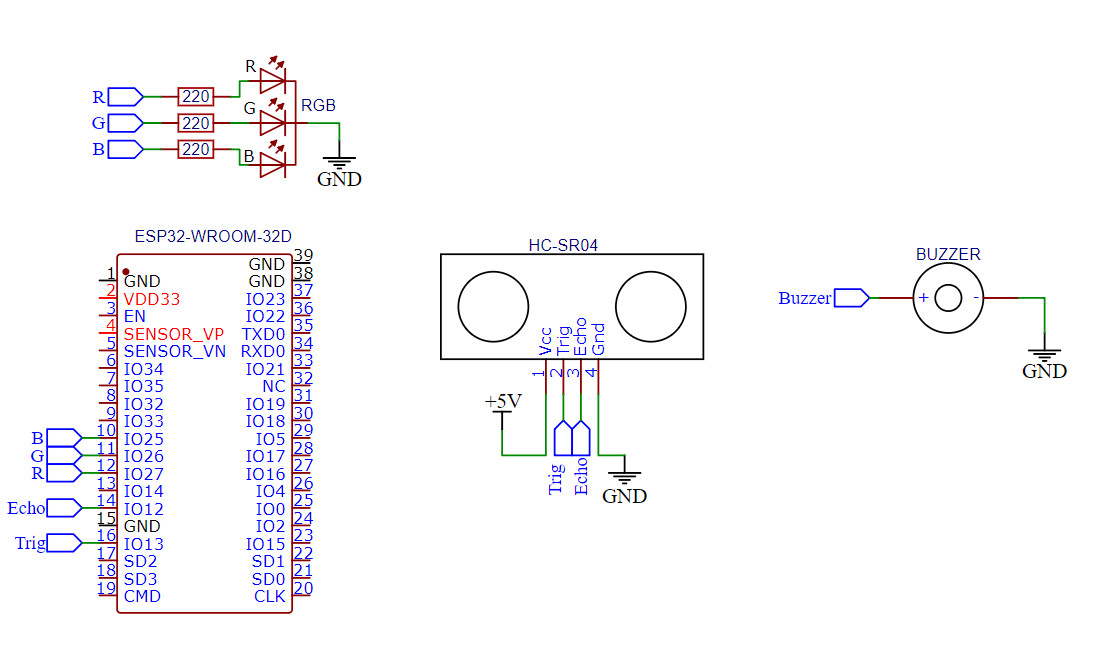 R 220 R
G 220 G RGB
B 220 B
GND
ESP32-WROOM-32D
1 GND
2 VDD33
3 EN
4 SENSOR_VP
5 SENSOR_VN
6 IO34
7 IO35
8 IO32
9 IO33
B 10 IO25
G 11 IO26
R 12 IO27
13 IO14
Echo 14 IO12
15 GND
Trig 16 IO13
17 SD2
18 SD3
19 CMD
GND 39
GND 38
IO23 37
IO22 36
TXD0 35
RXD0 34
IO21 33
NC 32
IO19 31
IO18 30
IO5 29
IO17 28
IO16 27
IO4 26
IO0 25
IO2 24
IO15 23
SD1 22
SD0 21
CLK 20
HC-SR04
Vcc
Trig
Echo
Gnd
1
2
3
4
+5V
Trig
Echo
GND
BUZZER
Buzzer + -
GND